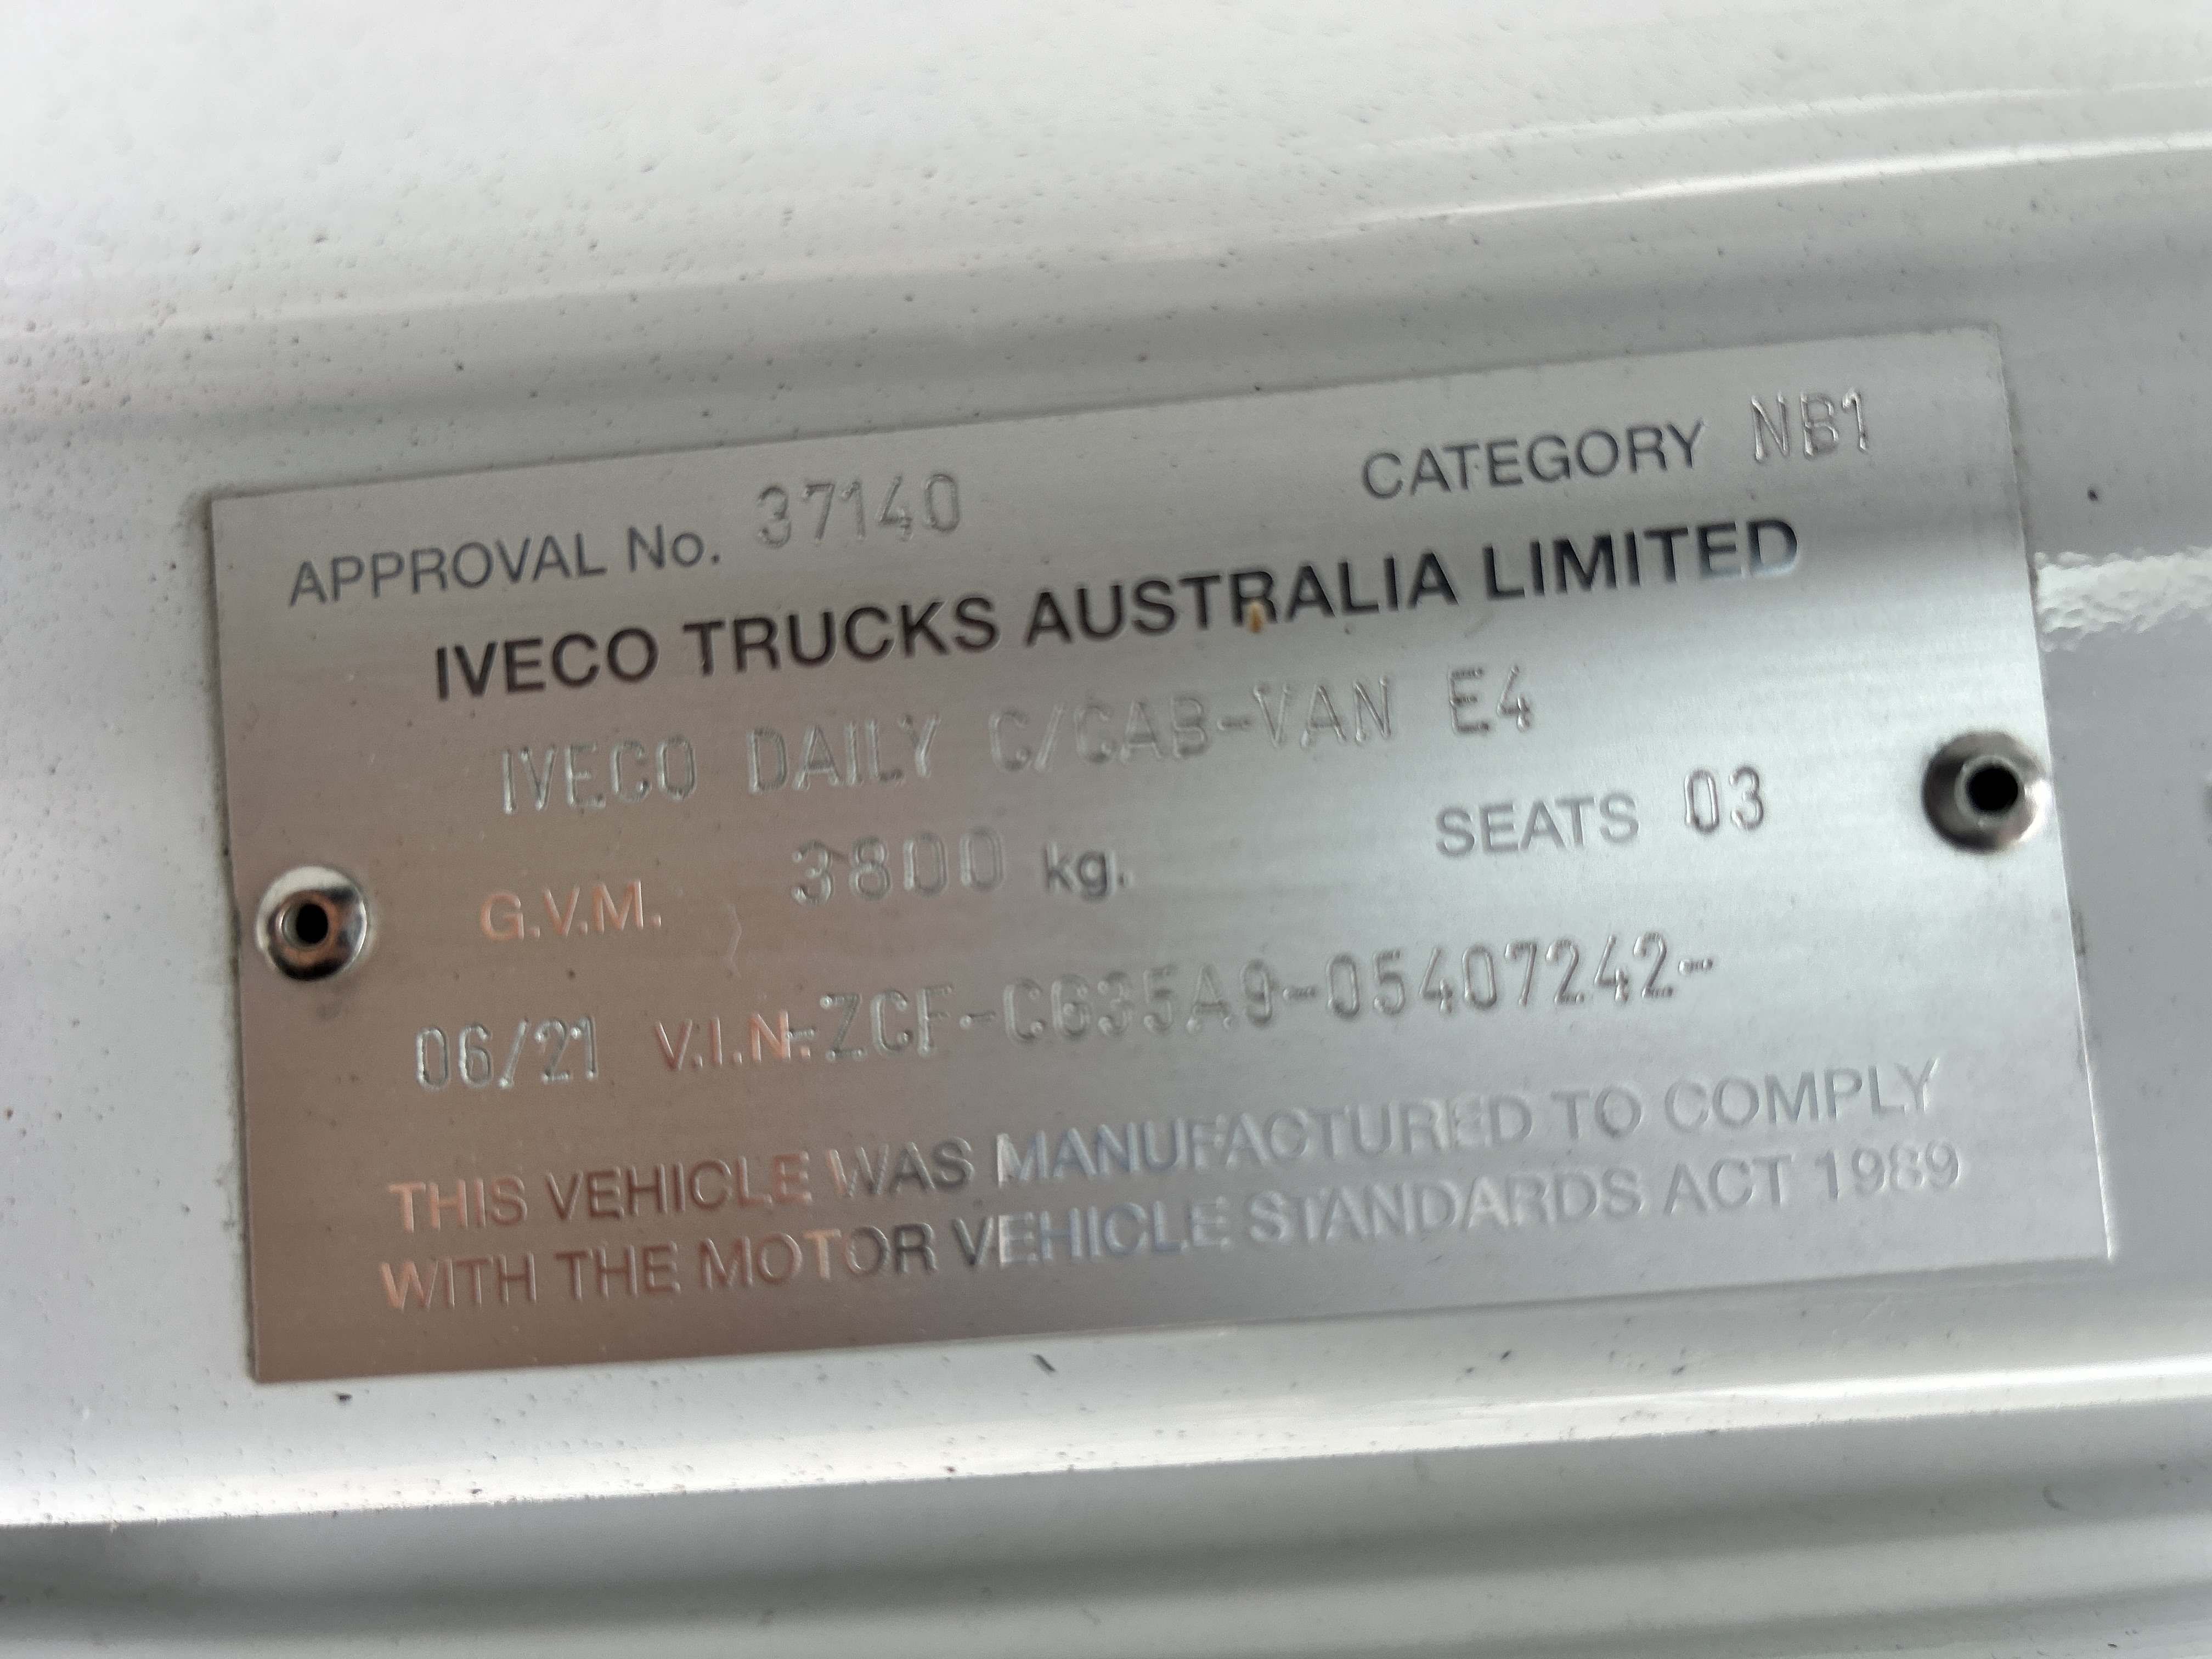 APPROVAL No. 37140 CATEGORY NB1
IVECO TRUCKS AUSTRALIA LIMITED
IVECO DAILY C/CAB-VAN E4
G.V.M. 3800 kg. SEATS 03
06/21 V.I.N.-ZCF-CG35A9-05407242-
THIS VEHICLE WAS MANUFACTURED TO COMPLY
WITH THE MOTOR VEHICLE STANDARDS ACT 1989